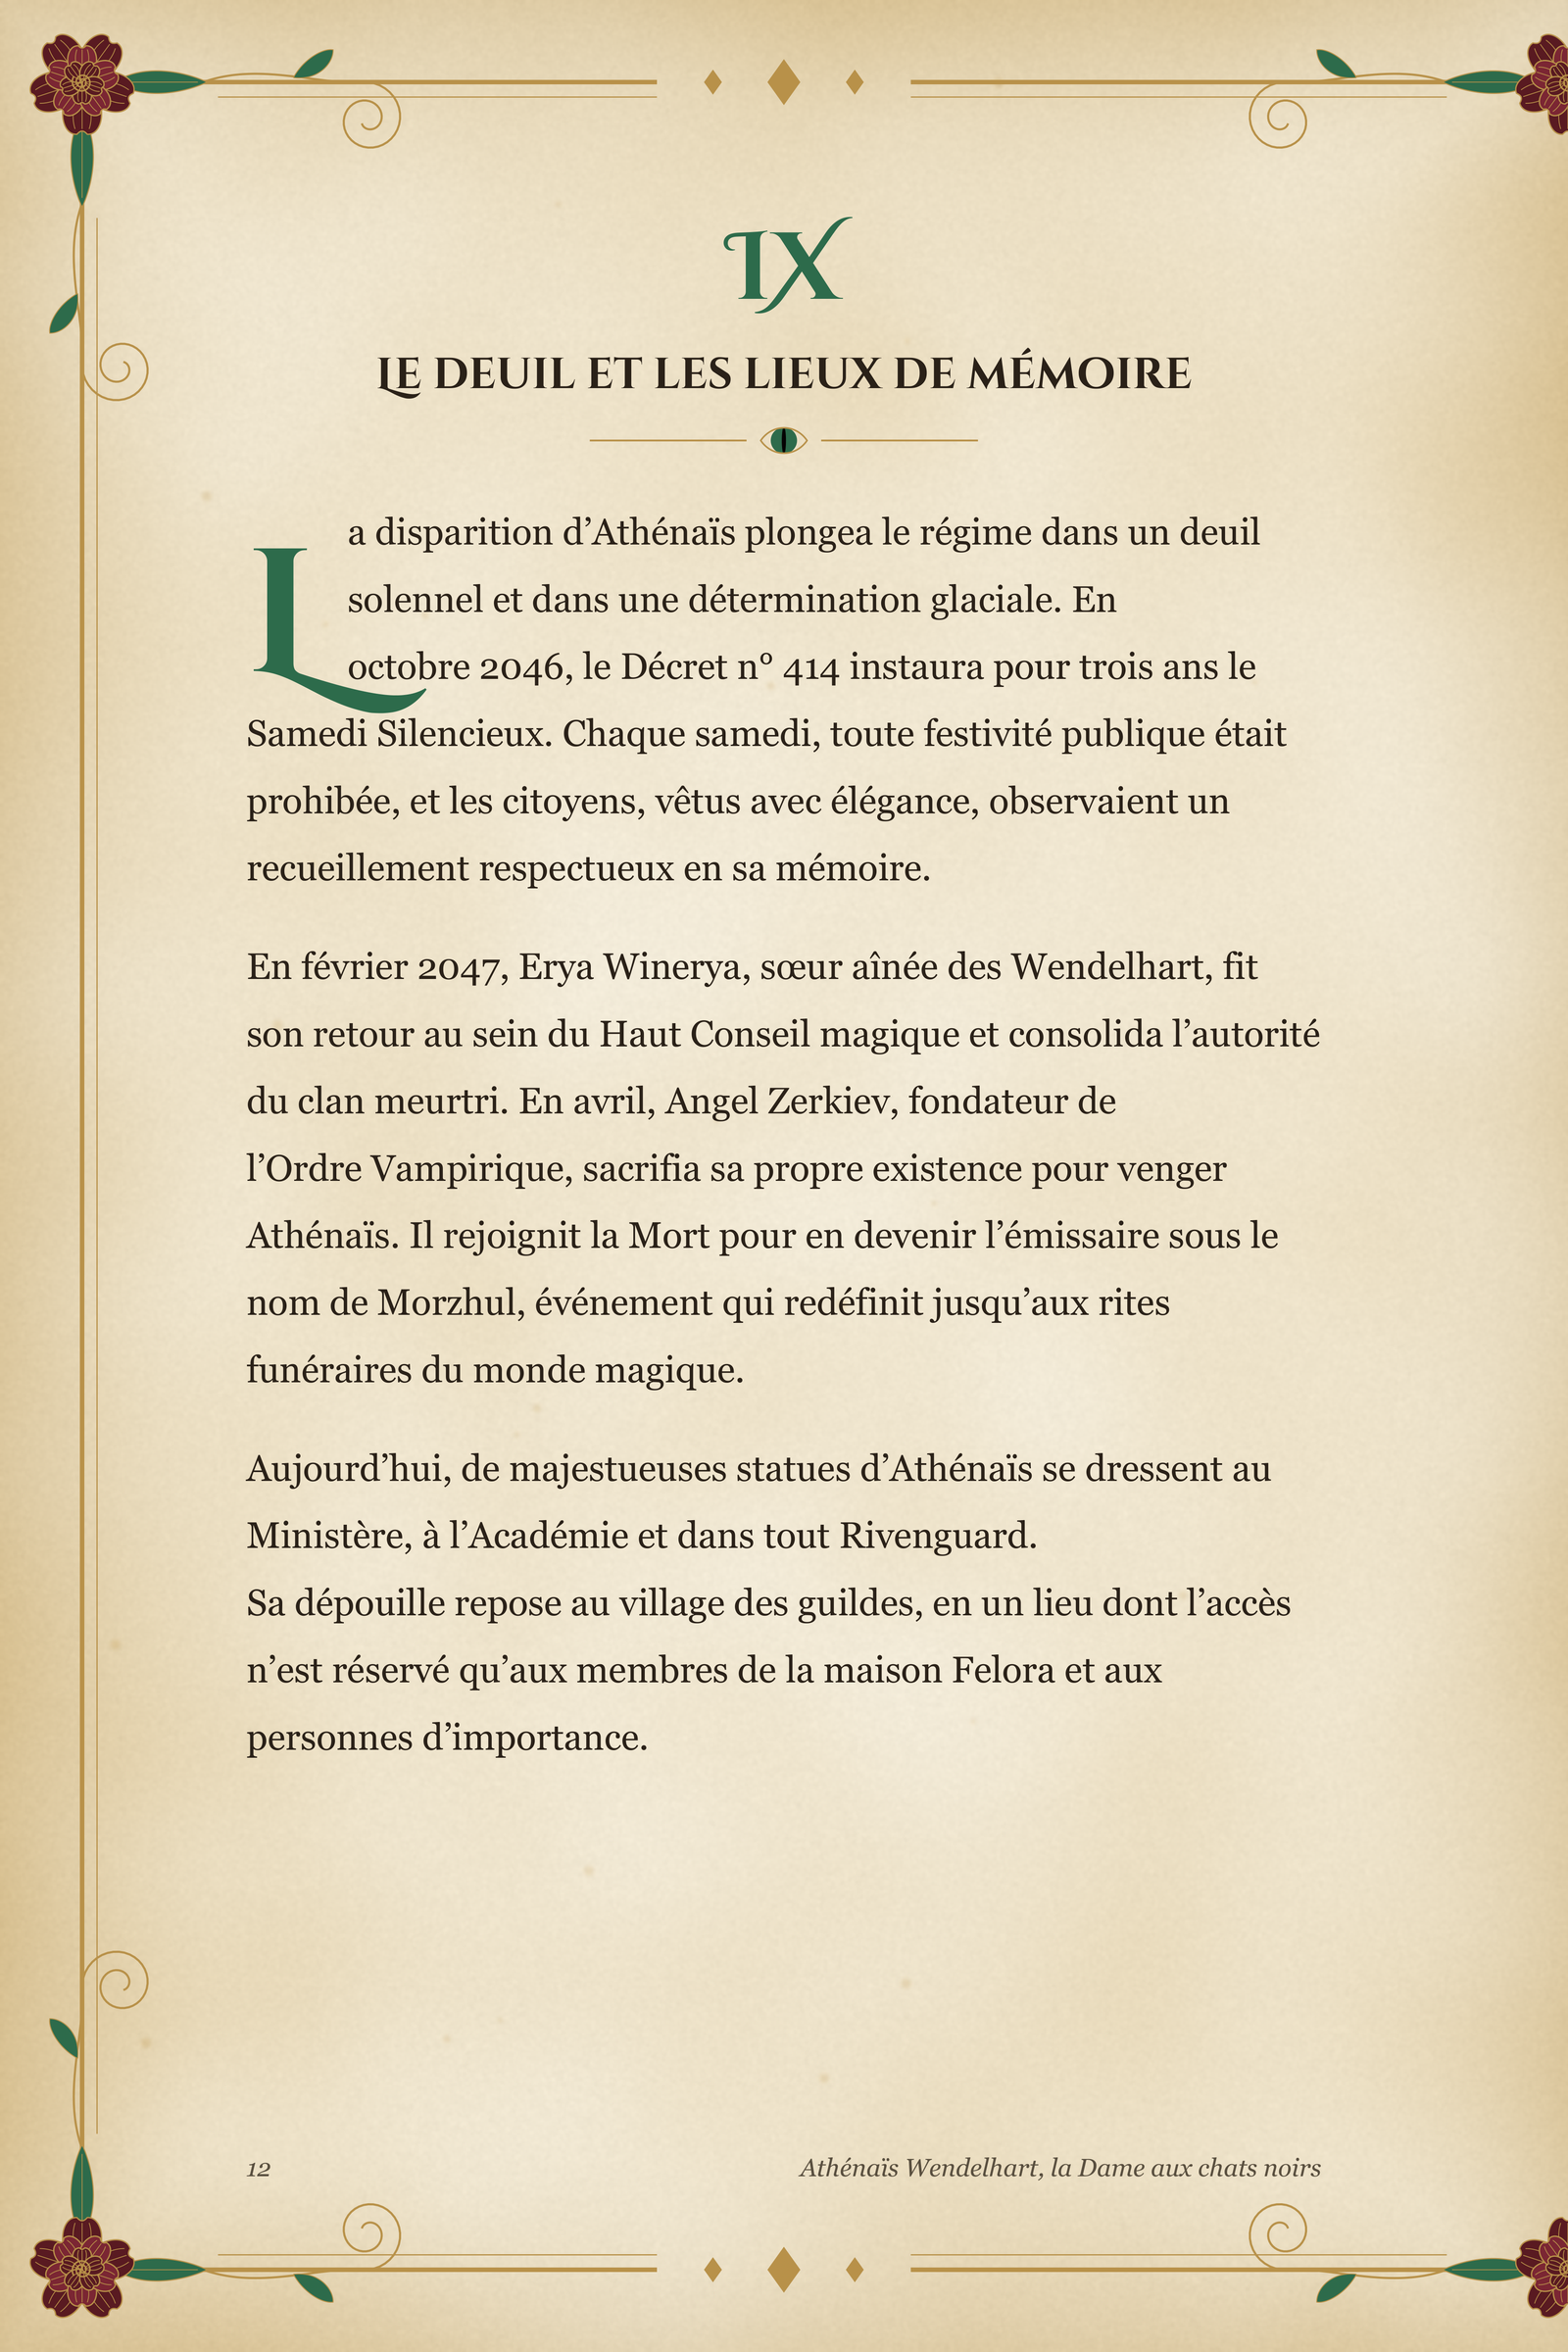 IX
LE DEUIL ET LES LIEUX DE MÉMOIRE
La disparition d’Athénaïs plongea le régime dans un deuil
solennel et dans une détermination glaciale. En
octobre 2046, le Décret n° 414 instaura pour trois ans le
Samedi Silencieux. Chaque samedi, toute festivité publique était
prohibée, et les citoyens, vêtus avec élégance, observaient un
recueillement respectueux en sa mémoire.
En février 2047, Erya Winerya, sœur aînée des Wendelhart, fit
son retour au sein du Haut Conseil magique et consolida l’autorité
du clan meurtri. En avril, Angel Zerkiev, fondateur de
l’Ordre Vampirique, sacrifia sa propre existence pour venger
Athénaïs. Il rejoignit la Mort pour en devenir l’émissaire sous le
nom de Morzhul, événement qui redéfinit jusqu’aux rites
funéraires du monde magique.
Aujourd’hui, de majestueuses statues d’Athénaïs se dressent au
Ministère, à l’Académie et dans tout Rivenguard.
Sa dépouille repose au village des guildes, en un lieu dont l’accès
n’est réservé qu’aux membres de la maison Felora et aux
personnes d’importance.
12 Athénaïs Wendelhart, la Dame aux chats noirs